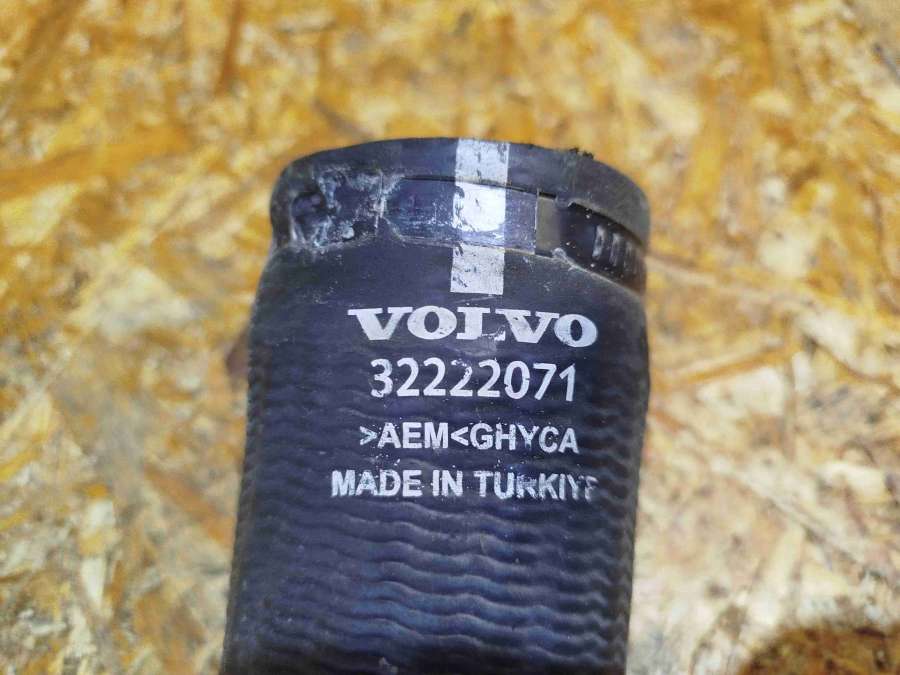 VOLVO
32222071
>AEM<GHYCA
MADE IN TURKIYE